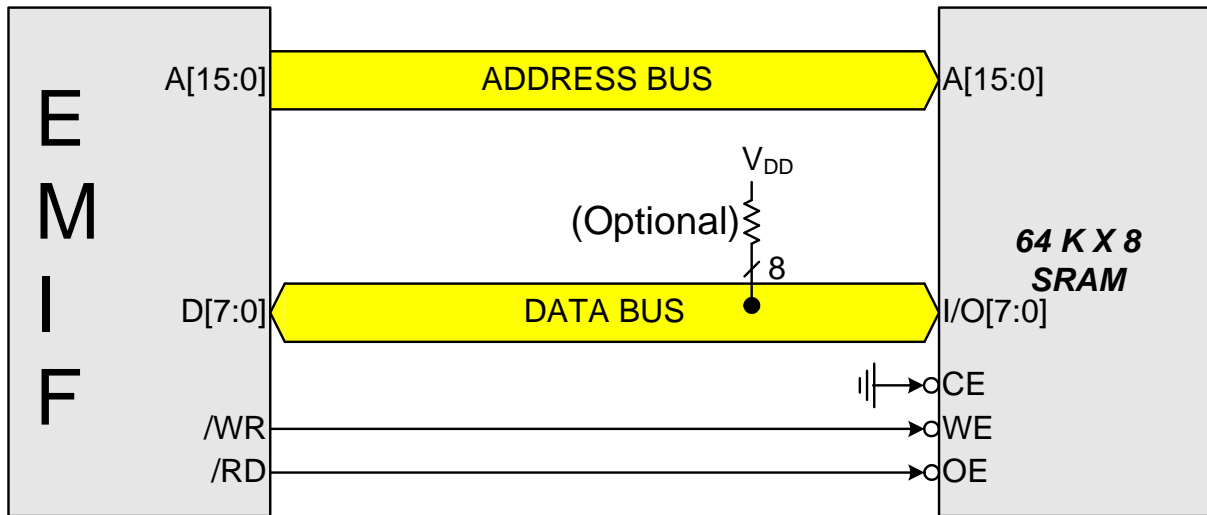 EMIF
A[15:0]
ADDRESS BUS
A[15:0]
VDD
(Optional)
8
64 K X 8
SRAM
D[7:0]
DATA BUS
I/O[7:0]
CE
/WR
WE
/RD
OE